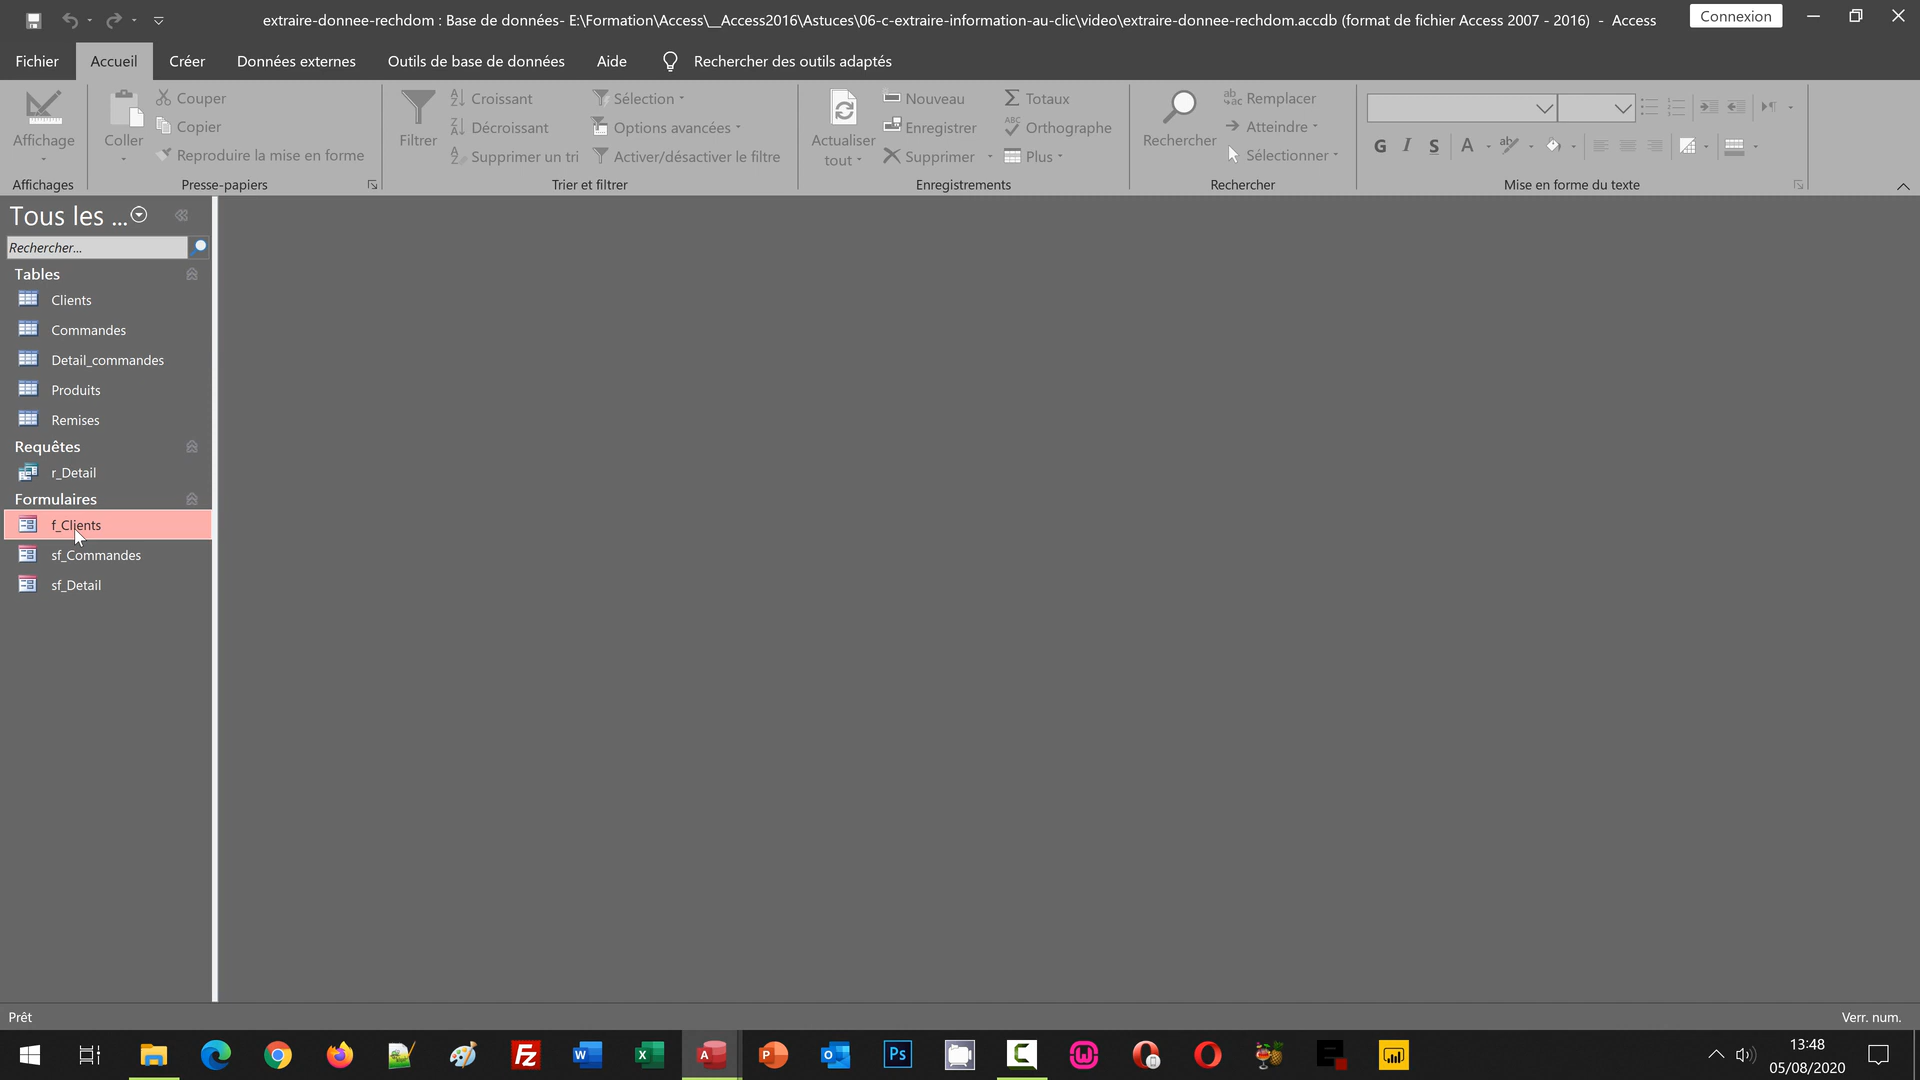 extraire-donnee-rechdom : Base de données- E:\Formation\Access\__Access2016\Astuces\06-c-extraire-information-au-clic\video\extraire-donnee-rechdom.accdb (format de fichier Access 2007 - 2016) - Access
Connexion
Fichier
Accueil
Créer
Données externes
Outils de base de données
Aide
Rechercher des outils adaptés
Affichage
Coller
Couper
Copier
Reproduire la mise en forme
Filtrer
Croissant
Décroissant
Supprimer un tri
Sélection
Options avancées
Activer/désactiver le filtre
Actualiser
tout
Nouveau
Enregistrer
Supprimer
Totaux
Orthographe
Plus
Rechercher
Remplacer
Atteindre
Sélectionner
G I S A
Affichages
Presse-papiers
Trier et filtrer
Enregistrements
Rechercher
Mise en forme du texte
Tous les ...
Rechercher...
Tables
Clients
Commandes
Detail_commandes
Produits
Remises
Requêtes
r_Detail
Formulaires
f_Clients
sf_Commandes
sf_Detail
Prêt
Verr. num.
13:48
05/08/2020